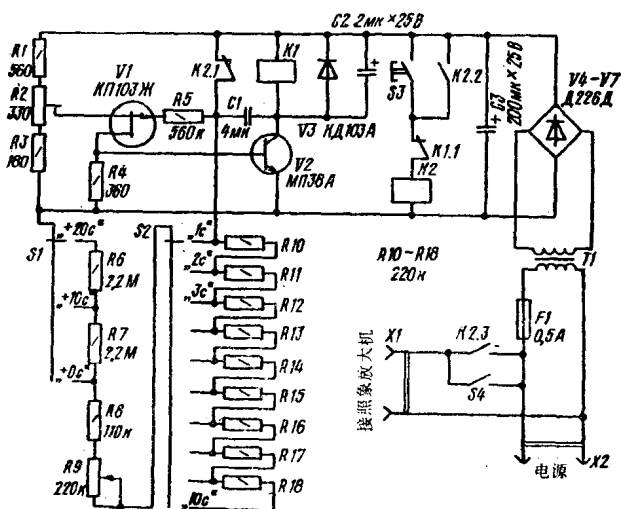 C2 2мк×25В
R1
560
R2
330
R3
160
V1
КП103Ж
R4
360
R5
560к
K2.1
C1
4мк
K1
V3 КД103А
V2
МП38А
S3
K2.2
K1.1
K2
C3
200мк×25В
V4-V7
Д226Д
T1
F1
0,5А
S1
„+20с“
R6
2,2М
„+10с“
R7
2,2М
„+0с“
R8
110к
R9
220к
S2
„1с“
„2с“
„3с“
„10с“
R10
R11
R12
R13
R14
R15
R16
R17
R18
R10-R18
220к
X1
K2.3
S4
接照象放大机
电源
X2